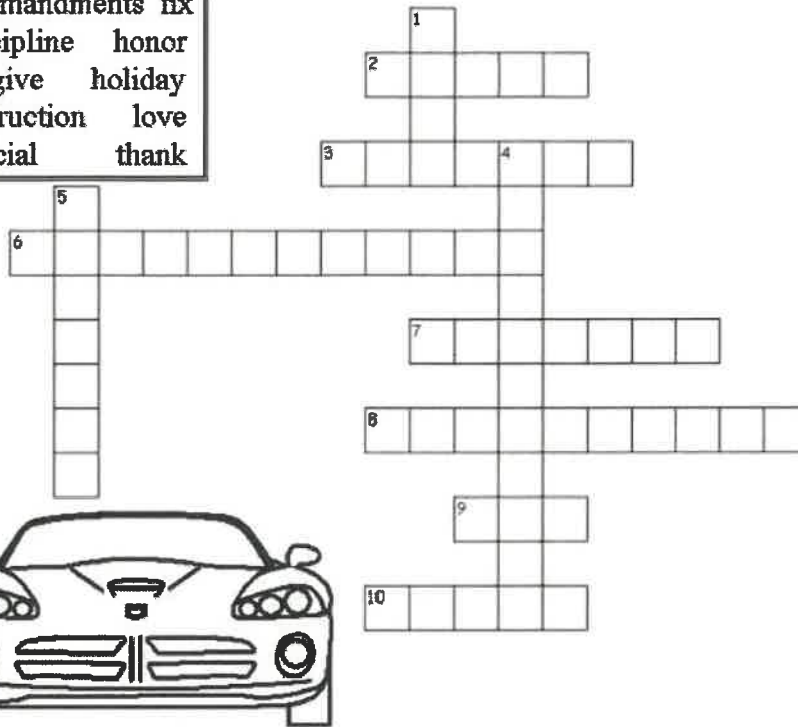 mandments fix
ipline honor
give holiday
ruction love
cial thank
1
2
3 4
5
6
7
8
9
10